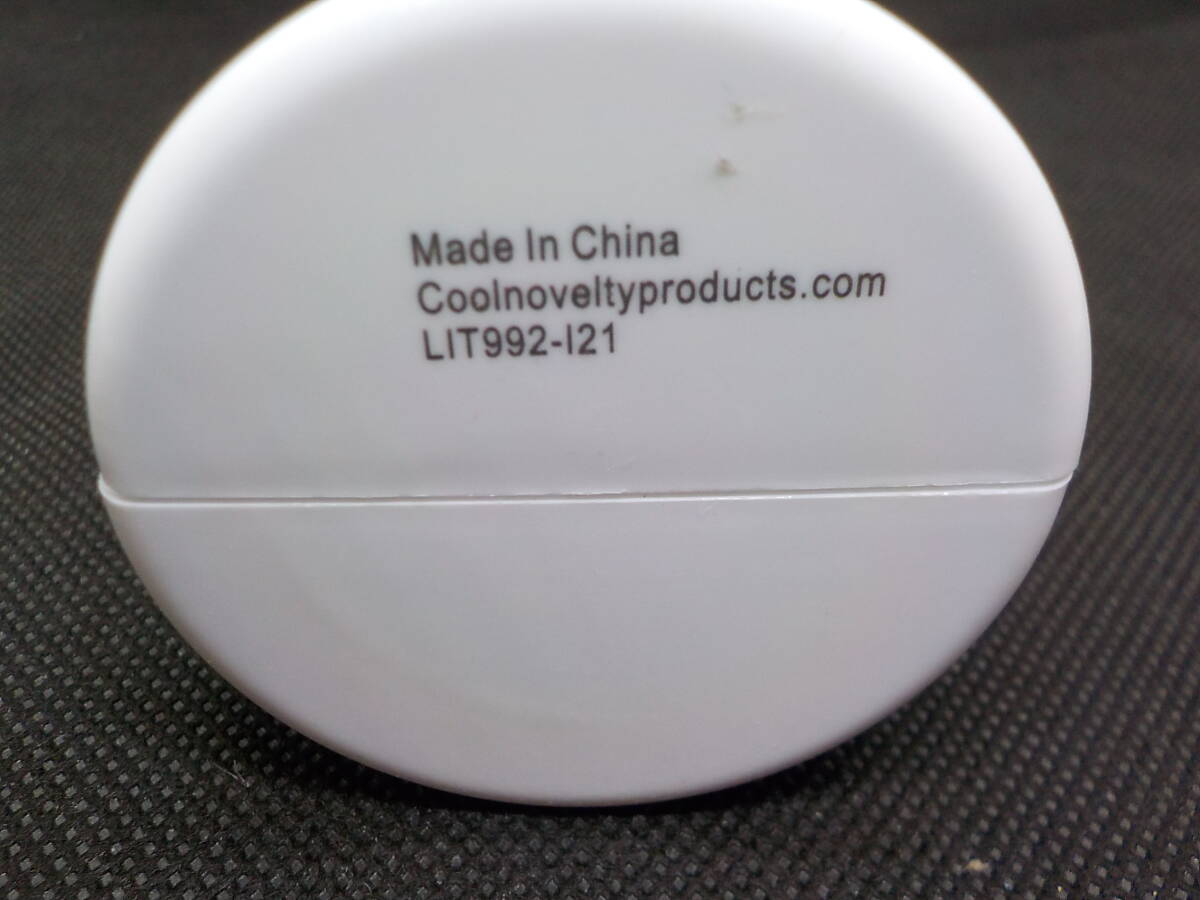 Made In China
Coolnoveltyproducts.com
LIT992-I21